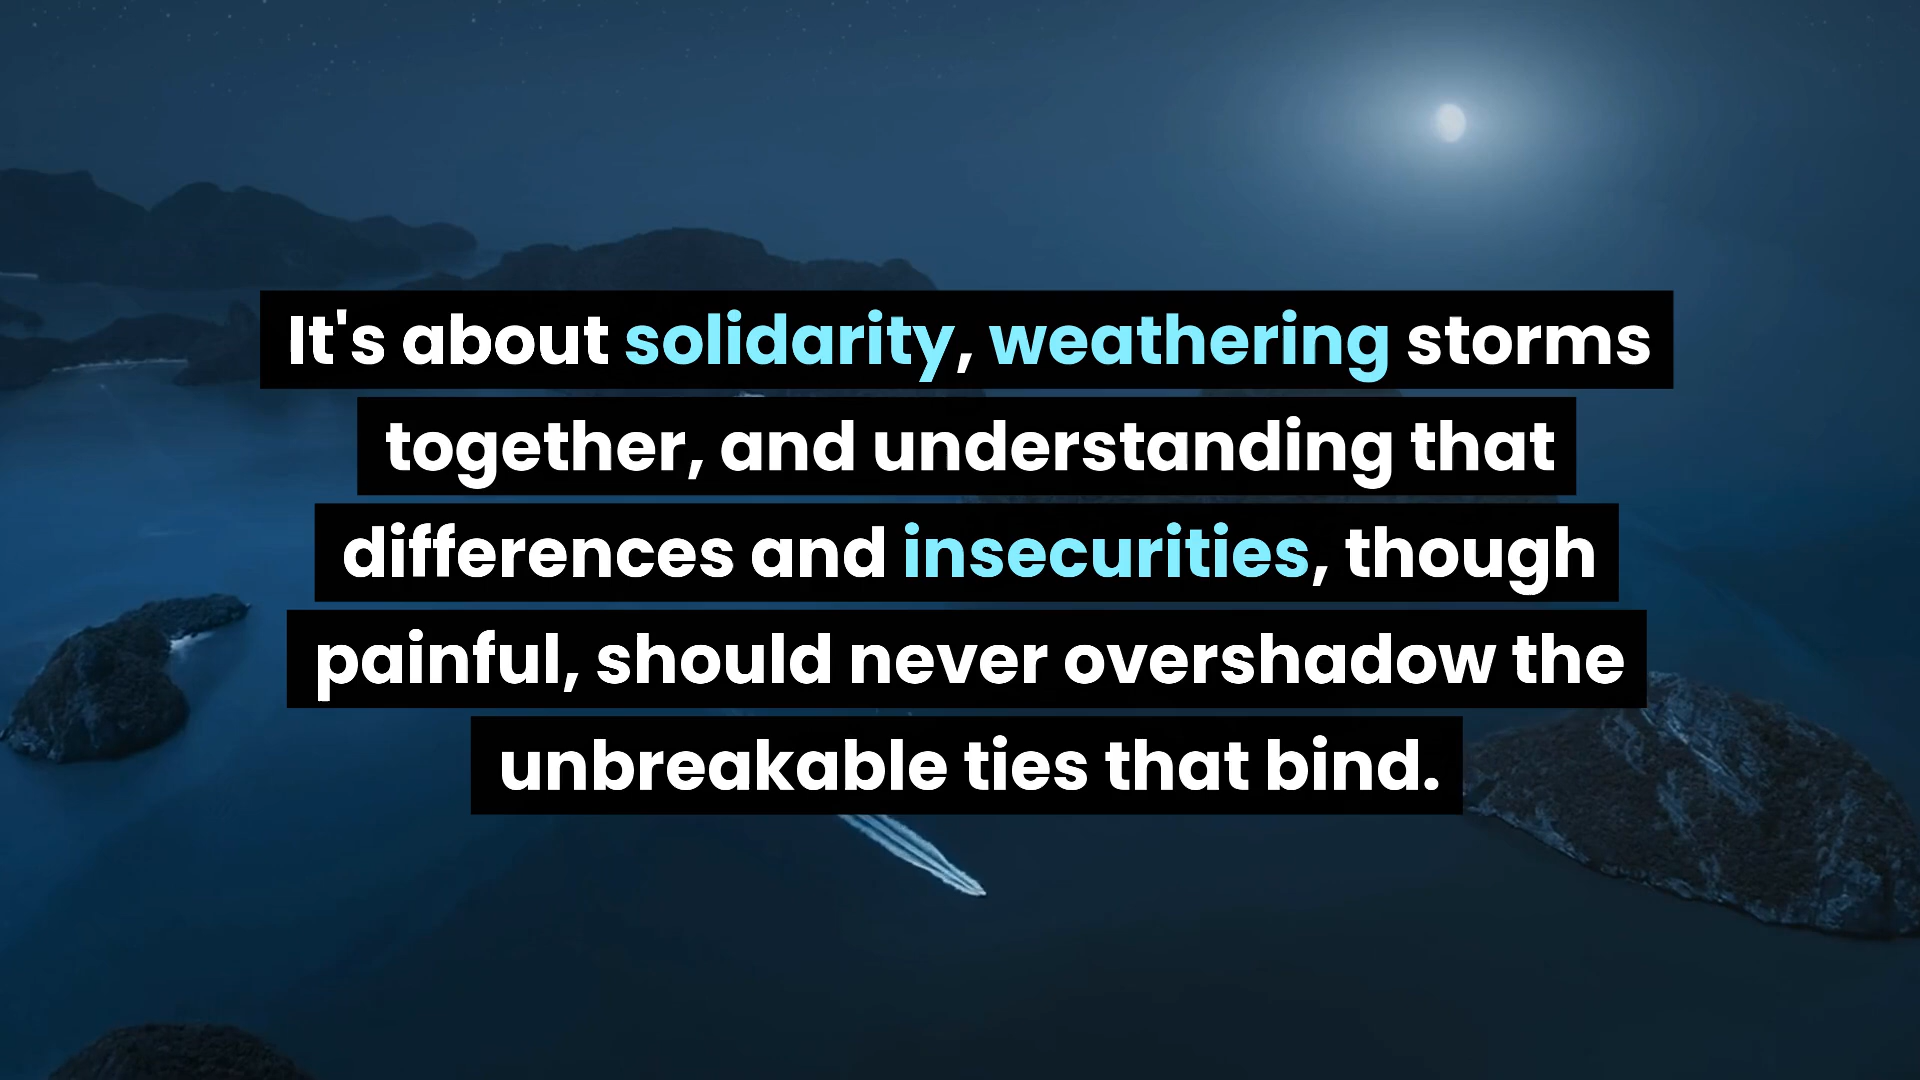 It's about solidarity, weathering storms
together, and understanding that
differences and insecurities, though
painful, should never overshadow the
unbreakable ties that bind.